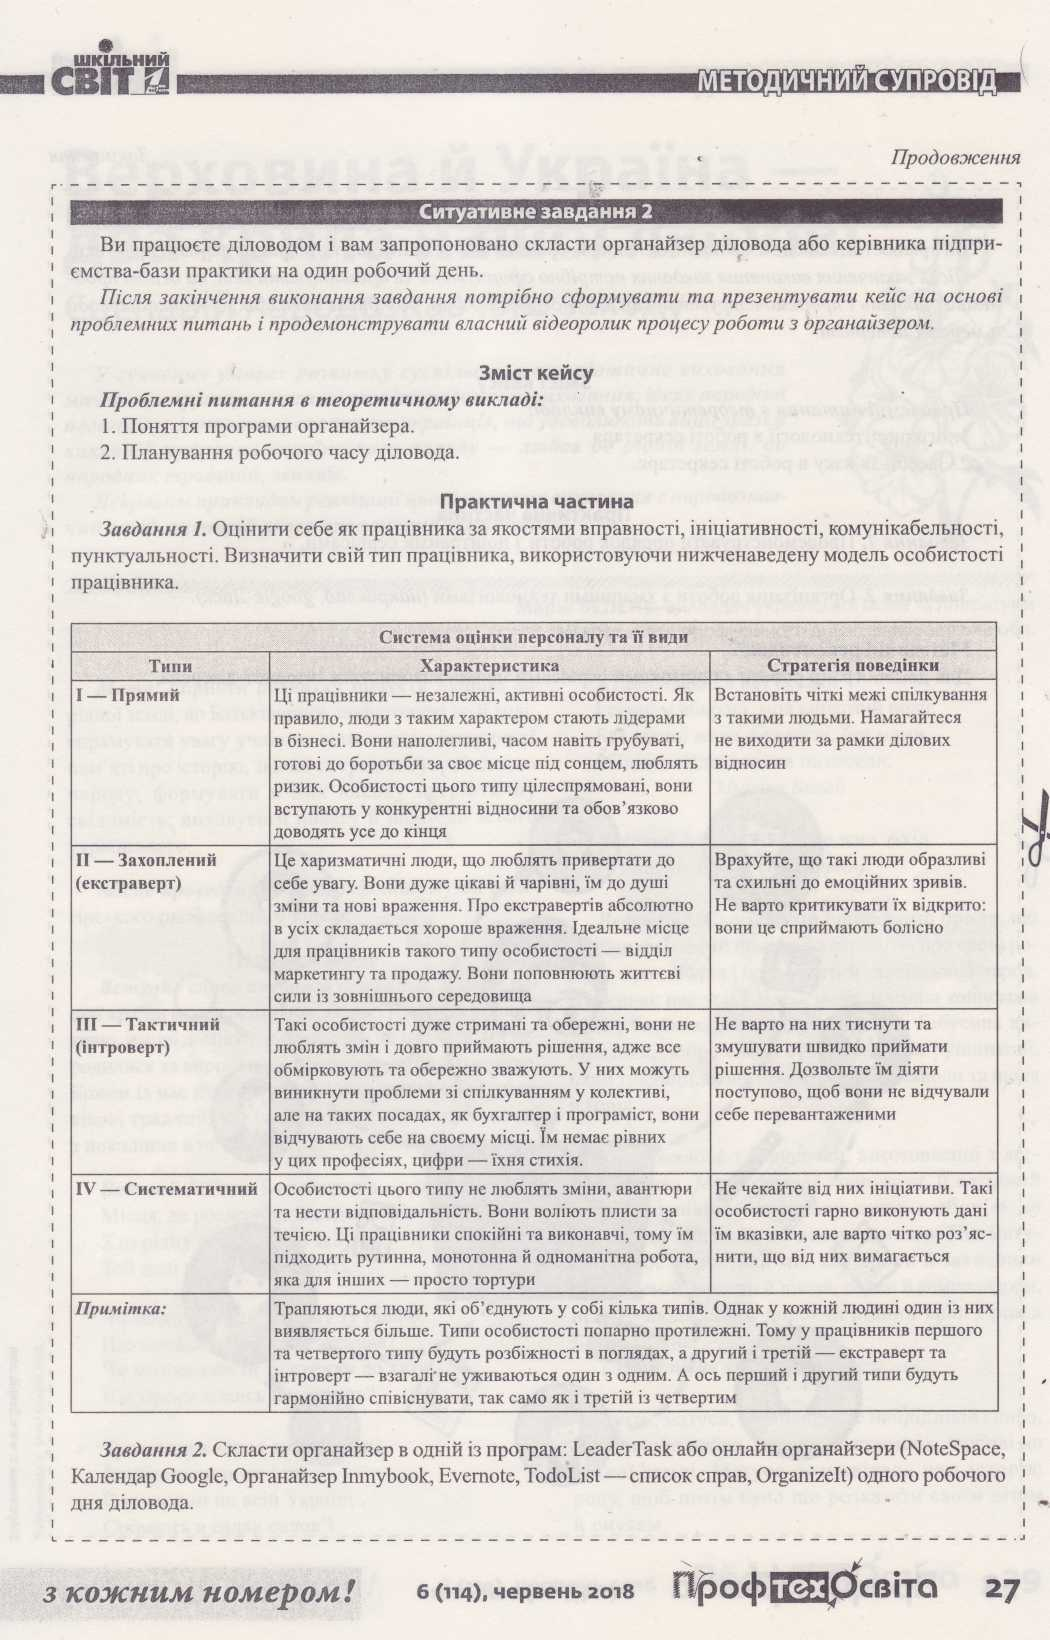 ШКІЛЬНИЙ
СВІТ
МЕТОДИЧНИЙ СУПРОВІД
Продовження
Ситуативне завдання 2
Ви працюєте діловодом і вам запропоновано скласти органайзер діловода або керівника підпри-
ємства-бази практики на один робочий день.
Після закінчення виконання завдання потрібно сформувати та презентувати кейс на основі
проблемних питань і продемонструвати власний відеоролик процесу роботи з органайзером.
Зміст кейсу
Проблемні питання в теоретичному викладі:
1. Поняття програми органайзера.
2. Планування робочого часу діловода.
Практична частина
Завдання 1. Оцінити себе як працівника за якостями вправності, ініціативності, комунікабельності,
пунктуальності. Визначити свій тип працівника, використовуючи нижченаведену модель особистості
працівника.
Система оцінки персоналу та її види
Типи
Характеристика
Стратегія поведінки
І — Прямий
Ці працівники — незалежні, активні особистості. Як
правило, люди з таким характером стають лідерами
в бізнесі. Вони наполегливі, часом навіть грубуваті,
готові до боротьби за своє місце під сонцем, люблять
ризик. Особистості цього типу цілеспрямовані, вони
вступають у конкурентні відносини та обов’язково
доводять усе до кінця
Встановіть чіткі межі спілкування
з такими людьми. Намагайтеся
не виходити за рамки ділових
відносин
ІІ — Захоплений
(екстраверт)
Це харизматичні люди, що люблять привертати до
себе увагу. Вони дуже цікаві й чарівні, їм до душі
зміни та нові враження. Про екстравертів абсолютно
в усіх складається хороше враження. Ідеальне місце
для працівників такого типу особистості — відділ
маркетингу та продажу. Вони поповнюють життєві
сили із зовнішнього середовища
Врахуйте, що такі люди образливі
та схильні до емоційних зривів.
Не варто критикувати їх відкрито:
вони це сприймають болісно
ІІІ — Тактичний
(інтроверт)
Такі особистості дуже стримані та обережні, вони не
люблять змін і довго приймають рішення, адже все
обмірковують та обережно зважують. У них можуть
виникнути проблеми зі спілкуванням у колективі,
але на таких посадах, як бухгалтер і програміст, вони
відчувають себе на своєму місці. Їм немає рівних
у цих професіях, цифри — їхня стихія.
Не варто на них тиснути та
змушувати швидко приймати
рішення. Дозвольте їм діяти
поступово, щоб вони не відчували
себе перевантаженими
IV — Систематичний
Особистості цього типу не люблять зміни, авантюри
та нести відповідальність. Вони воліють плисти за
течією. Ці працівники спокійні та виконавчі, тому їм
підходить рутинна, монотонна й одноманітна робота,
яка для інших — просто тортури
Не чекайте від них ініціативи. Такі
особистості гарно виконують дані
їм вказівки, але варто чітко роз’яс-
нити, що від них вимагається
Примітка:
Трапляються люди, які об’єднують у собі кілька типів. Однак у кожній людині один із них
виявляється більше. Типи особистості попарно протилежні. Тому у працівників першого
та четвертого типу будуть розбіжності в поглядах, а другий і третій — екстраверт та
інтроверт — взагалі не уживаються один з одним. А ось перший і другий типи будуть
гармонійно співіснувати, так само як і третій із четвертим
Завдання 2. Скласти органайзер в одній із програм: LeaderTask або онлайн органайзери (NoteSpace,
Календар Google, Органайзер Inmybook, Evernote, TodoList — список справ, OrganizeIt) одного робочого
дня діловода.
з кожним номером!
6 (114), червень 2018
ПрофтехОсвіта
27